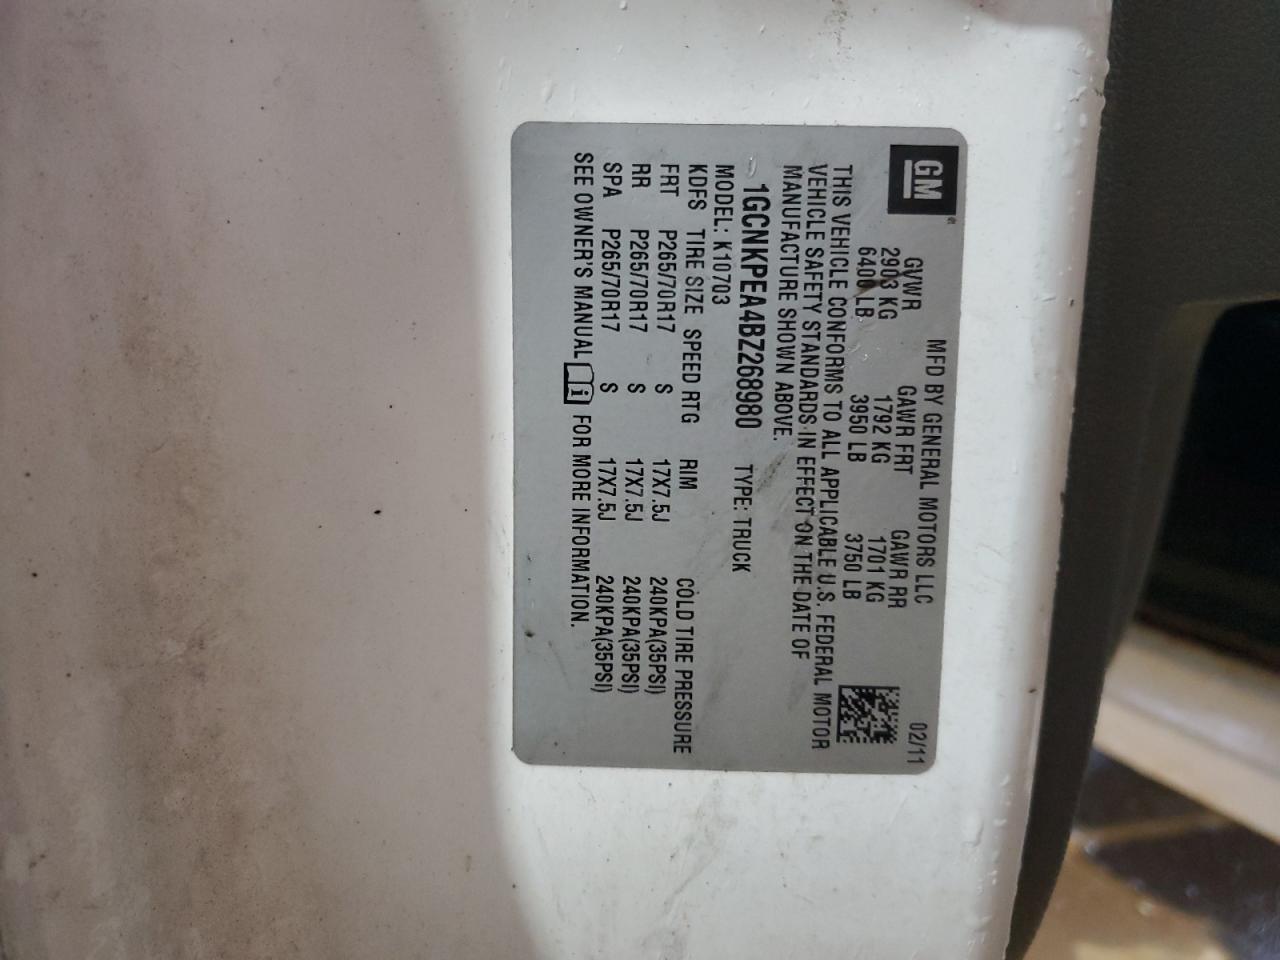 GM
MFD BY GENERAL MOTORS LLC 02/11
GVWR GAWR FRT GAWR RR
2903 KG 1792 KG 1701 KG
6400 LB 3950 LB 3750 LB
THIS VEHICLE CONFORMS TO ALL APPLICABLE U.S. FEDERAL MOTOR
VEHICLE SAFETY STANDARDS IN EFFECT ON THE DATE OF
MANUFACTURE SHOWN ABOVE.
1GCNKPEA4BZ268980 TYPE: TRUCK
MODEL: K10703
KDFS TIRE SIZE SPEED RTG RIM COLD TIRE PRESSURE
FRT P265/70R17 S 17X7.5J 240KPA(35PSI)
RR P265/70R17 S 17X7.5J 240KPA(35PSI)
SPA P265/70R17 S 17X7.5J 240KPA(35PSI)
SEE OWNER'S MANUAL i FOR MORE INFORMATION.